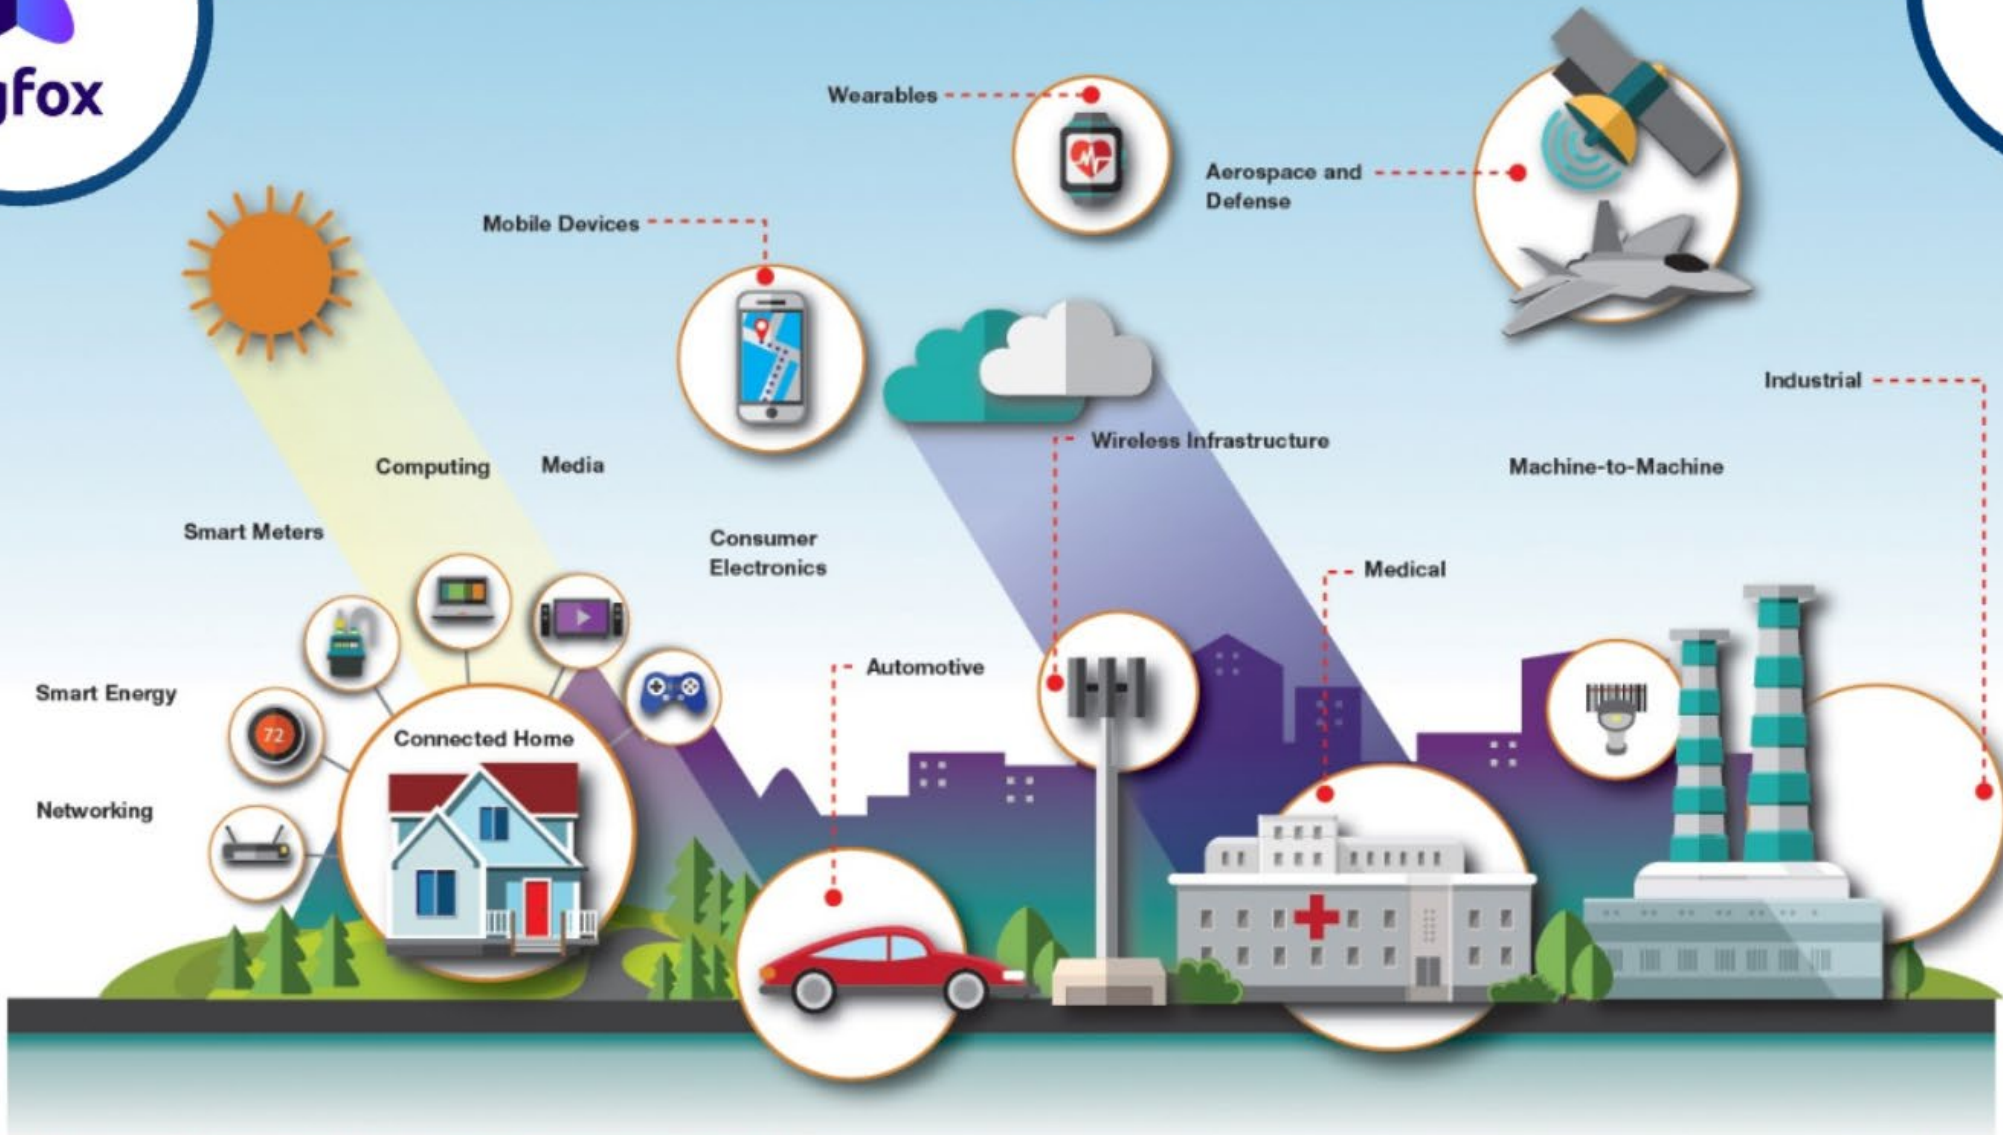 gfox
Wearables
Aerospace and
Defense
Mobile Devices
Industrial
Wireless Infrastructure
Computing
Media
Machine-to-Machine
Smart Meters
Consumer
Electronics
Medical
Automotive
Smart Energy
72
Connected Home
Networking